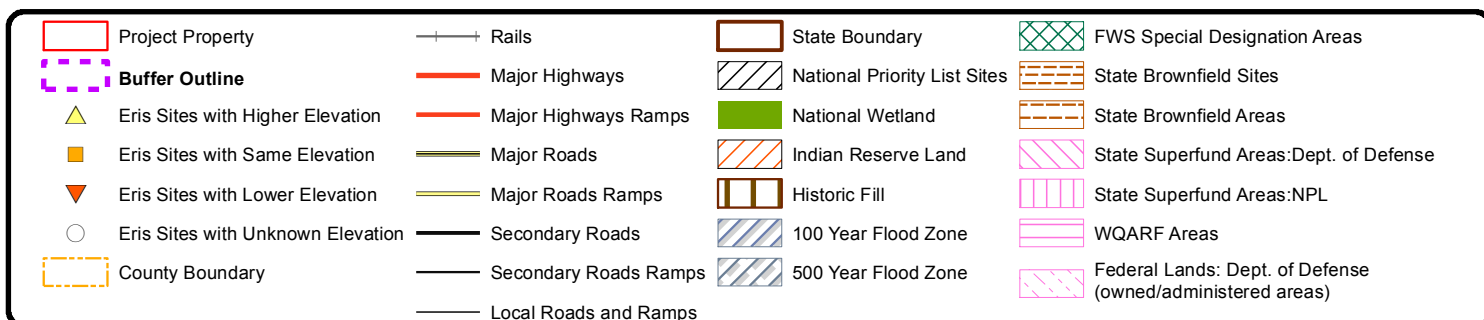 Project Property
Buffer Outline
Eris Sites with Higher Elevation
Eris Sites with Same Elevation
Eris Sites with Lower Elevation
Eris Sites with Unknown Elevation
County Boundary
Rails
Major Highways
Major Highways Ramps
Major Roads
Major Roads Ramps
Secondary Roads
Secondary Roads Ramps
Local Roads and Ramps
State Boundary
National Priority List Sites
National Wetland
Indian Reserve Land
Historic Fill
100 Year Flood Zone
500 Year Flood Zone
FWS Special Designation Areas
State Brownfield Sites
State Brownfield Areas
State Superfund Areas:Dept. of Defense
State Superfund Areas:NPL
WQARF Areas
Federal Lands: Dept. of Defense
(owned/administered areas)